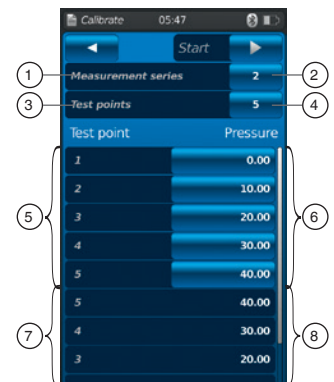 Calibrate 05:47
Start
1 Measurement series 2 2
3 Test points 5 4
Test point Pressure
1 0.00
2 10.00
5 3 20.00 6
4 30.00
5 40.00
5 40.00
7 4 30.00 8
3 20.00